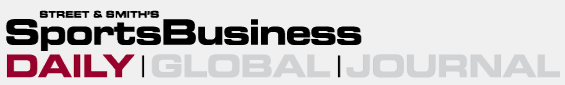 STREET & SMITH'S
SportsBusiness
DAILY | GLOBAL | JOURNAL